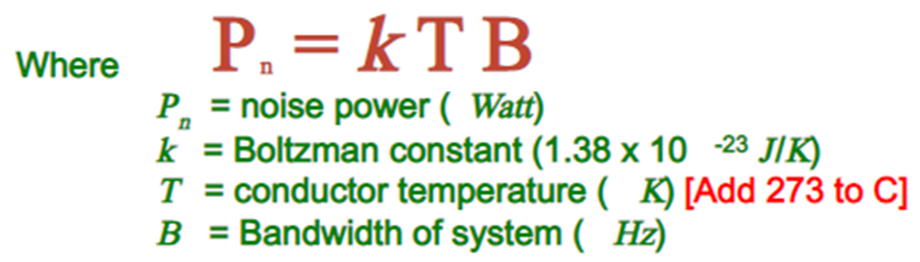 Where Pn = k T B
Pn = noise power ( Watt)
k = Boltzman constant (1.38 x 10 -23 J/K)
T = conductor temperature ( K) [Add 273 to C]
B = Bandwidth of system ( Hz)